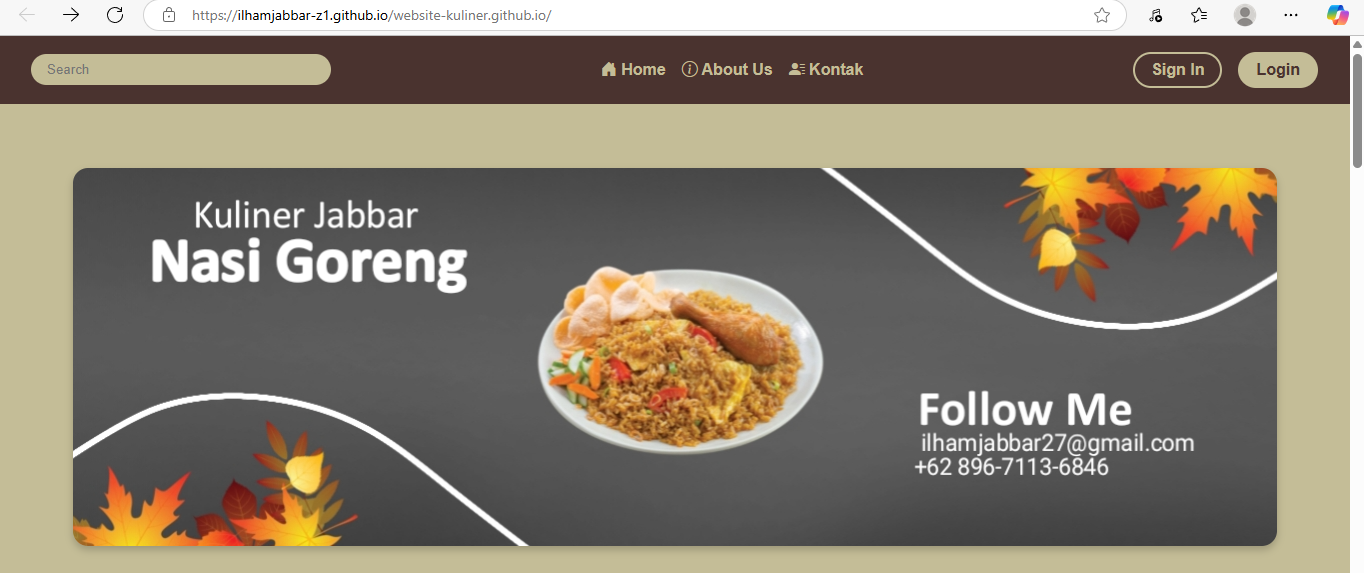 https://ilhamjabbar-z1.github.io/website-kuliner.github.io/
Search
Home
About Us
Kontak
Sign In
Login
Kuliner Jabbar
Nasi Goreng
Follow Me
ilhamjabbar27@gmail.com
+62 896-7113-6846